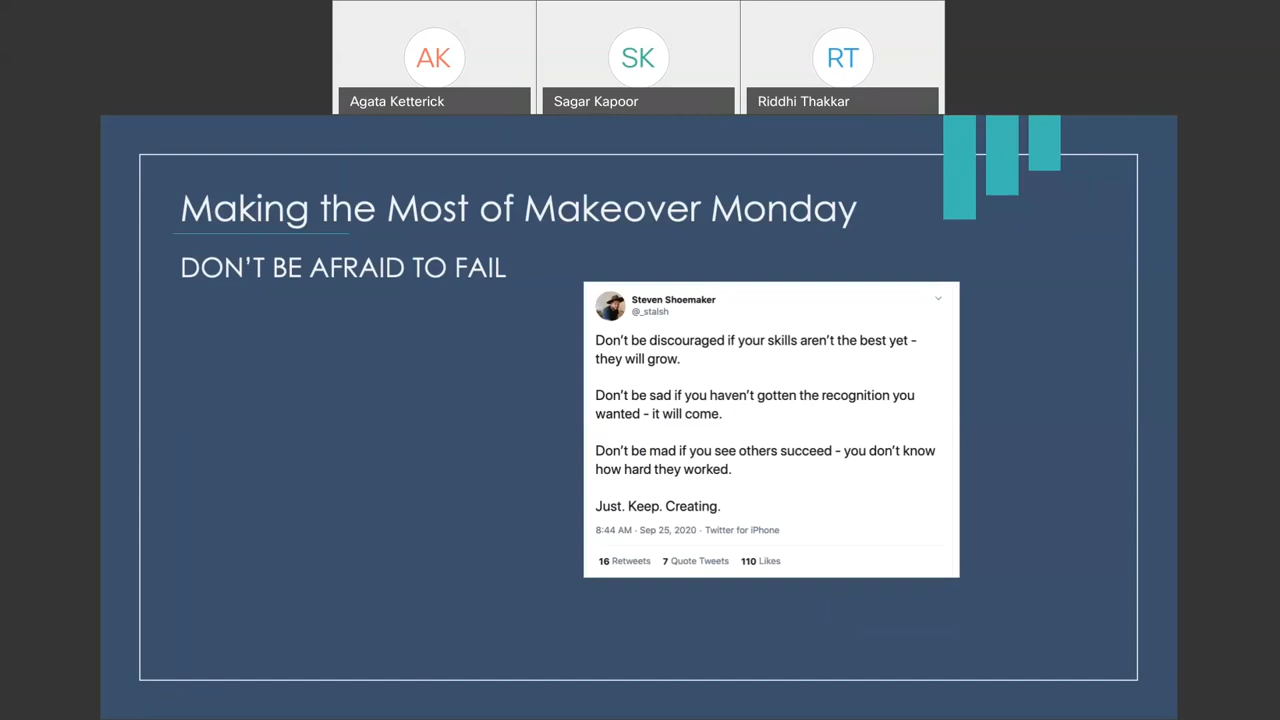 AK
SK
RT
Agata Ketterick
Sagar Kapoor
Riddhi Thakkar
Making the Most of Makeover Monday
DON'T BE AFRAID TO FAIL
Steven Shoemaker
@_stalsh
Don't be discouraged if your skills aren't the best yet -
they will grow.
Don't be sad if you haven't gotten the recognition you
wanted - it will come.
Don't be mad if you see others succeed - you don't know
how hard they worked.
Just. Keep. Creating.
8:44 AM · Sep 25, 2020 · Twitter for iPhone
16 Retweets 7 Quote Tweets 110 Likes